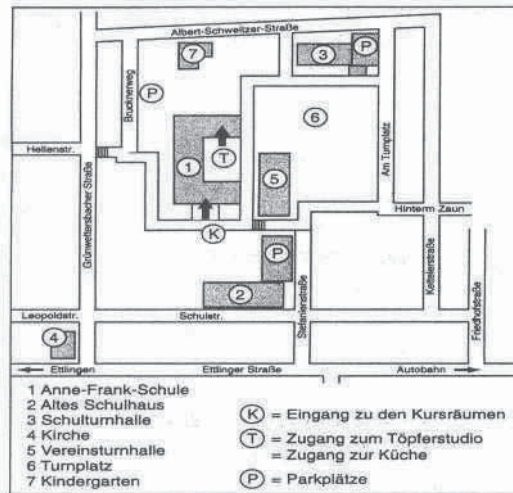 Albert-Schweitzer-Straße
7
3
P
Brucknerweg
P
6
Am Turnplatz
Hellenstr.
1
T
5
Grünwettersbacher Straße
Hinterm Zaun
K
P
Stefanienstraße
Kettelerstraße
Friedhofstraße
2
Leopoldstr.
Schulstr.
4
Ettlingen
Ettlinger Straße
Autobahn
1 Anne-Frank-Schule
2 Altes Schulhaus
3 Schulturnhalle
4 Kirche
5 Vereinsturnhalle
6 Turnplatz
7 Kindergarten
K = Eingang zu den Kursräumen
T = Zugang zum Töpferstudio
= Zugang zur Küche
P = Parkplätze